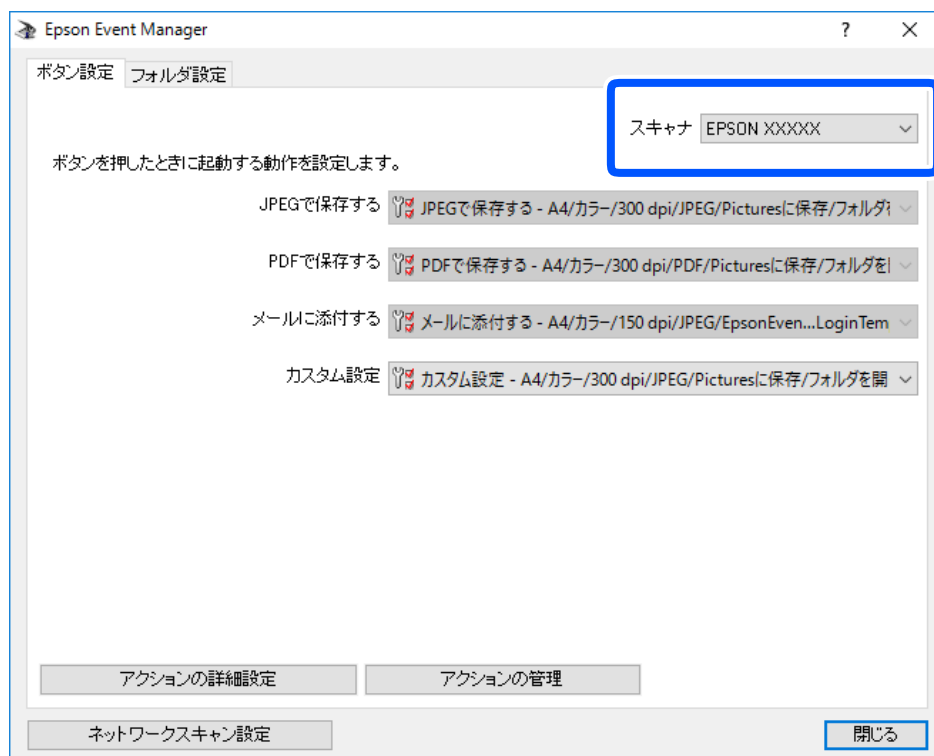 Epson Event Manager
ボタン設定 フォルダ設定
スキャナ EPSON XXXXX
ボタンを押したときに起動する動作を設定します。
JPEGで保存する JPEGで保存する - A4/カラー/300 dpi/JPEG/Picturesに保存/フォルダを
PDFで保存する PDFで保存する - A4/カラー/300 dpi/PDF/Picturesに保存/フォルダを
メールに添付する メールに添付する - A4/カラー/150 dpi/JPEG/EpsonEven...LoginTem
カスタム設定 カスタム設定 - A4/カラー/300 dpi/JPEG/Picturesに保存/フォルダを開
アクションの詳細設定 アクションの管理
ネットワークスキャン設定 閉じる